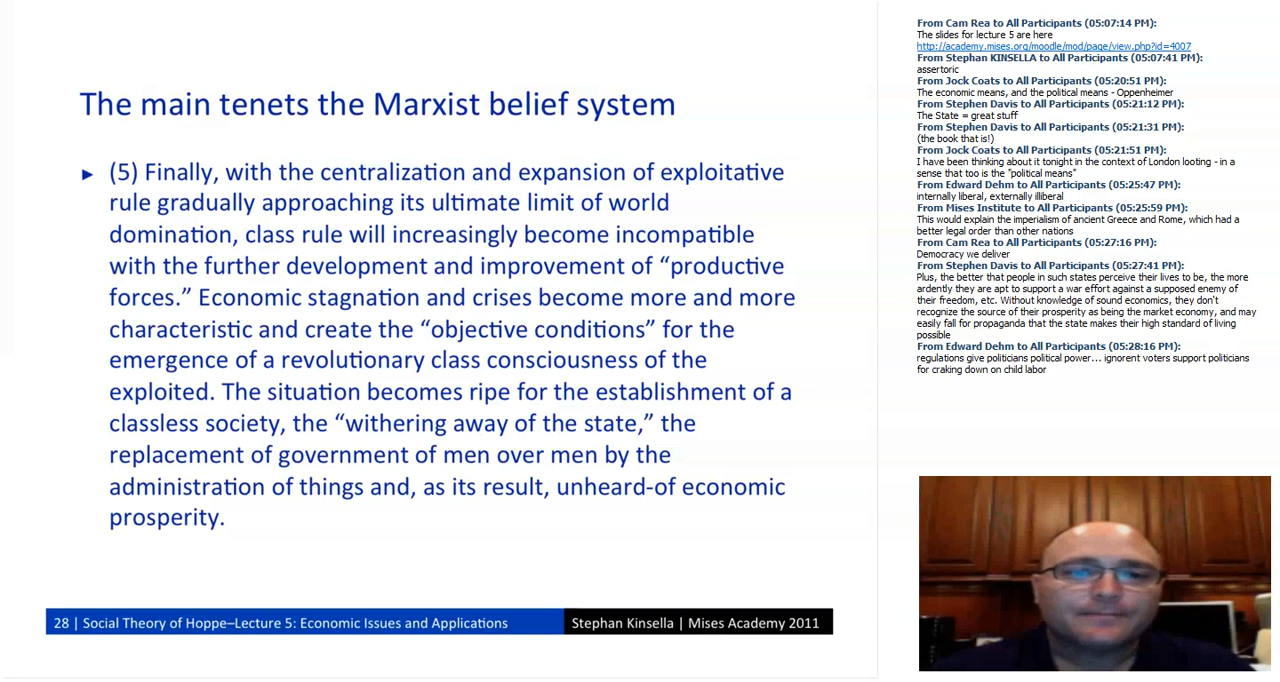 The main tenets the Marxist belief system
► (5) Finally, with the centralization and expansion of exploitative
rule gradually approaching its ultimate limit of world
domination, class rule will increasingly become incompatible
with the further development and improvement of “productive
forces.” Economic stagnation and crises become more and more
characteristic and create the “objective conditions” for the
emergence of a revolutionary class consciousness of the
exploited. The situation becomes ripe for the establishment of a
classless society, the “withering away of the state,” the
replacement of government of men over men by the
administration of things and, as its result, unheard-of economic
prosperity.
28 | Social Theory of Hoppe–Lecture 5: Economic Issues and Applications
Stephan Kinsella | Mises Academy 2011
From Cam Rea to All Participants (05:07:14 PM):
The slides for lecture 5 are here
http://academy.mises.org/moodle/mod/page/view.php?id=4007
From Stephan KINSELLA to All Participants (05:07:41 PM):
assertoric
From Jock Coats to All Participants (05:20:51 PM):
The economic means, and the political means - Oppenheimer
From Stephen Davis to All Participants (05:21:12 PM):
The State = great stuff
From Stephen Davis to All Participants (05:21:31 PM):
(the book that is!)
From Jock Coats to All Participants (05:21:51 PM):
I have been thinking about it tonight in the context of London looting - in a
sense that too is the "political means"
From Edward Dehm to All Participants (05:25:47 PM):
internally liberal, externally illiberal
From Mises Institute to All Participants (05:25:59 PM):
This would explain the imperialism of ancient Greece and Rome, which had a
better legal order than other nations
From Cam Rea to All Participants (05:27:16 PM):
Democracy we deliver
From Stephen Davis to All Participants (05:27:41 PM):
Plus, the better that people in such states perceive their lives to be, the more
ardently they are apt to support a war effort against a supposed enemy of
their freedom, etc. Without knowledge of sound economics, they don't
recognize the source of their prosperity as being the market economy, and may
easily fall for propaganda that the state makes their high standard of living
possible
From Edward Dehm to All Participants (05:28:16 PM):
regulations give politicians political power... ignorent voters support politicians
for craking down on child labor